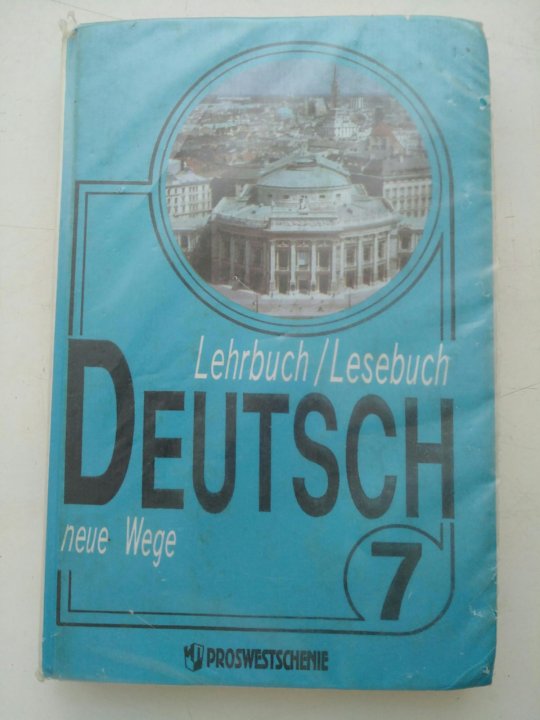 Lehrbuch/Lesebuch
DEUTSCH
neue Wege
7
PROSWESTSCHENIE